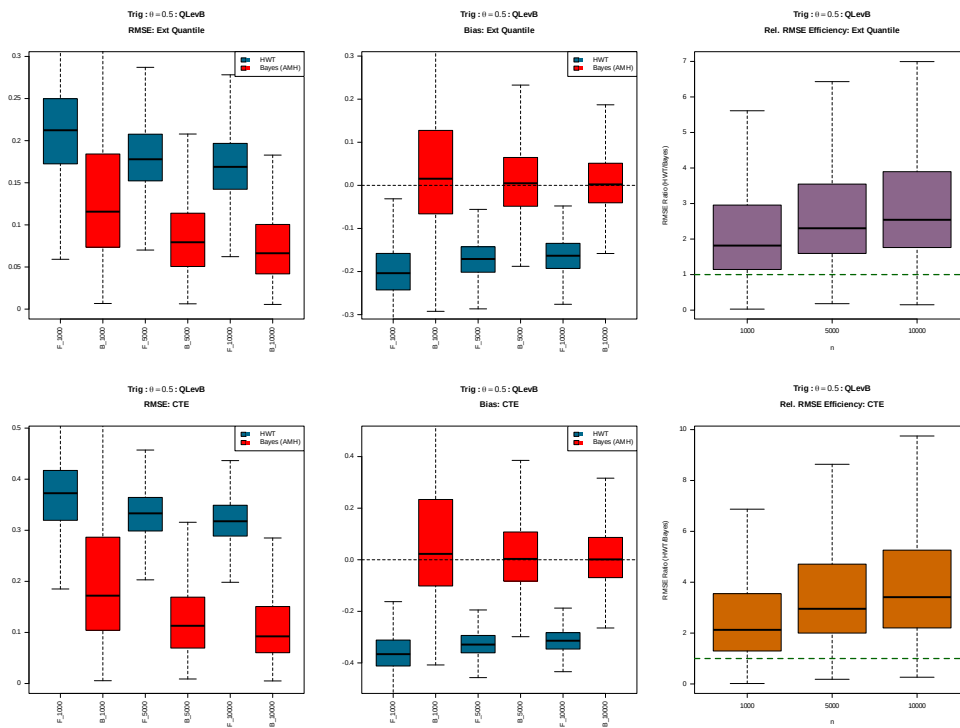 Trig : θ = 0.5 : QLevB
RMSE: Ext Quantile
0.3
0.25
0.2
0.15
0.1
0.05
0
HWT
Bayes (AMH)
F_1000
B_1000
F_5000
B_5000
F_10000
B_10000
Trig : θ = 0.5 : QLevB
Bias: Ext Quantile
0.3
0.2
0.1
0.0
-0.1
-0.2
-0.3
HWT
Bayes (AMH)
F_1000
B_1000
F_5000
B_5000
F_10000
B_10000
Trig : θ = 0.5 : QLevB
Rel. RMSE Efficiency: Ext Quantile
RMSE Ratio (HWT/Bayes)
7
6
5
4
3
2
1
0
1000
5000
10000
n
Trig : θ = 0.5 : QLevB
RMSE: CTE
0.5
0.4
0.3
0.2
0.1
0.0
HWT
Bayes (AMH)
F_1000
B_1000
F_5000
B_5000
F_10000
B_10000
Trig : θ = 0.5 : QLevB
Bias: CTE
0.4
0.2
0.0
-0.2
-0.4
HWT
Bayes (AMH)
F_1000
B_1000
F_5000
B_5000
F_10000
B_10000
Trig : θ = 0.5 : QLevB
Rel. RMSE Efficiency: CTE
RMSE Ratio (HWT/Bayes)
10
8
6
4
2
0
1000
5000
10000
n